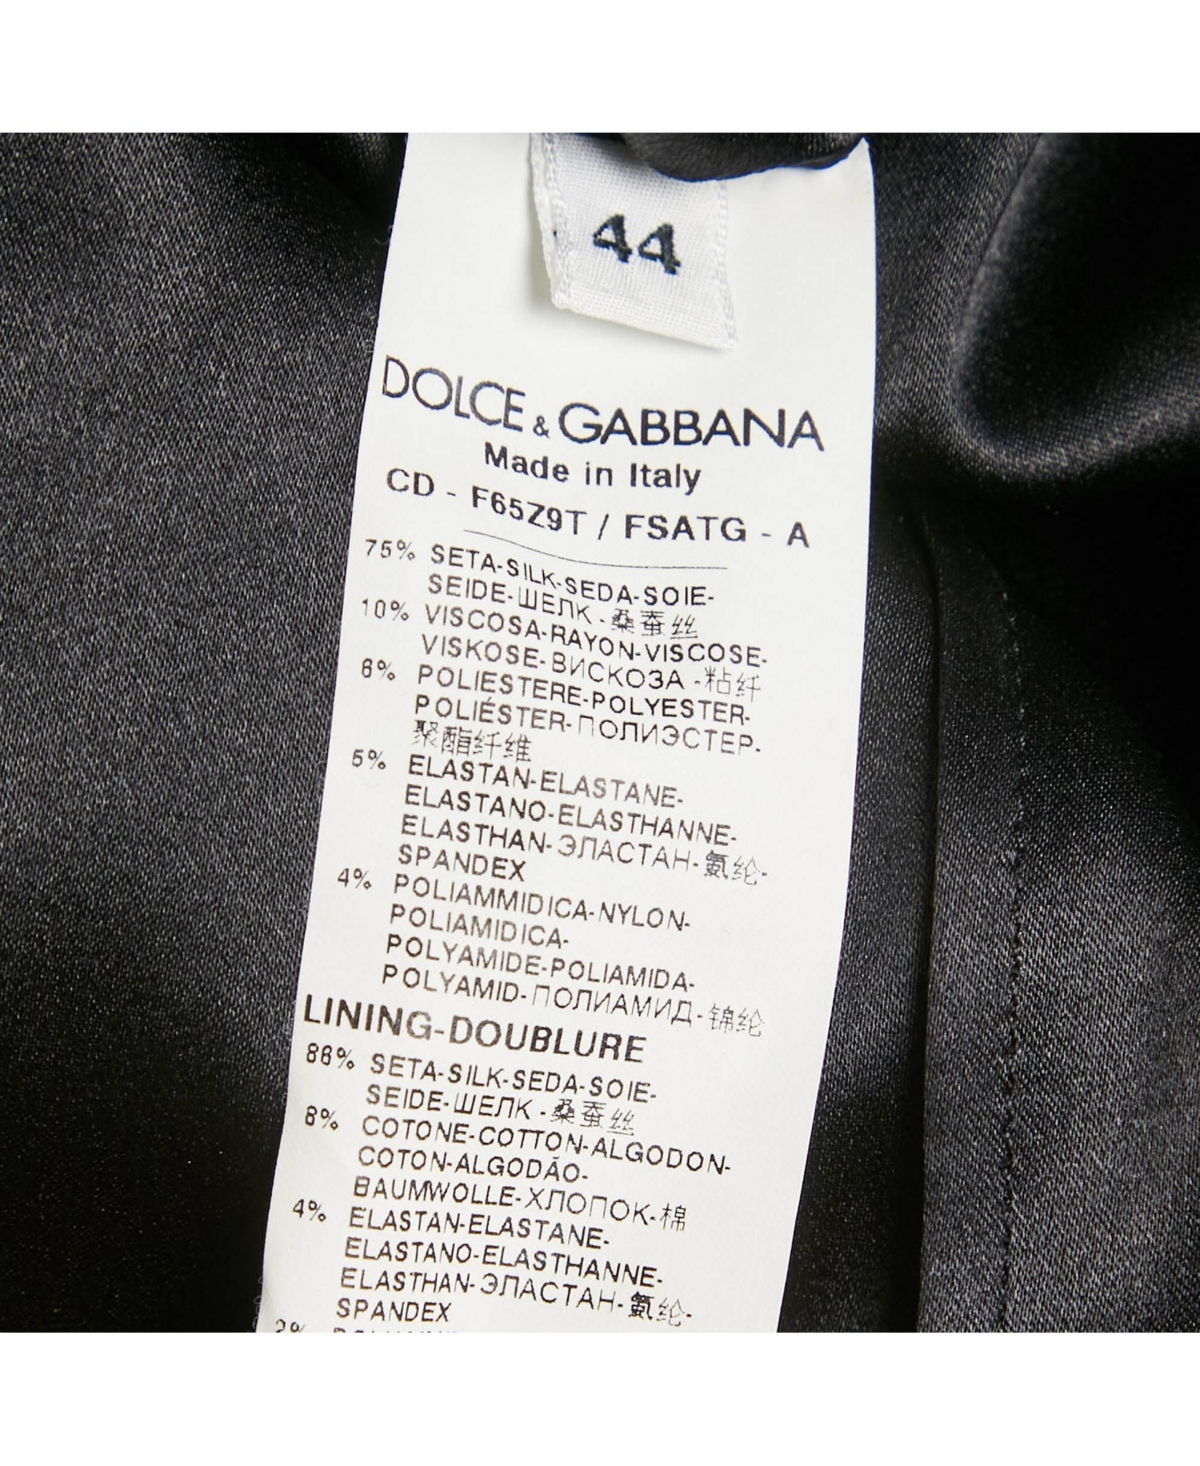 44
DOLCE & GABBANA
Made in Italy
CD - F65Z9T / FSATG - A
75% SETA-SILK-SEDA-SOIE-
SEIDE-ШЕЛК-桑蚕丝
10% VISCOSA-RAYON-VISCOSE-
VISKOSE-ВИСКОЗА-粘纤
6% POLIESTERE-POLYESTER-
POLIÉSTER-ПОЛИЭСТЕР-
聚酯纤维
5% ELASTAN-ELASTANE-
ELASTANO-ELASTHANNE-
ELASTHAN-ЭЛАСТАН-氨纶-
SPANDEX
4% POLIAMMIDICA-NYLON-
POLIAMIDICA-
POLYAMIDE-POLIAMIDA-
POLYAMID-ПОЛИАМИД-锦纶
LINING-DOUBLURE
86% SETA-SILK-SEDA-SOIE-
SEIDE-ШЕЛК-桑蚕丝
8% COTONE-COTTON-ALGODON-
COTON-ALGODÃO-
BAUMWOLLE-ХЛОПОК-棉
4% ELASTAN-ELASTANE-
ELASTANO-ELASTHANNE-
ELASTHAN-ЭЛАСТАН-氨纶-
SPANDEX
2%